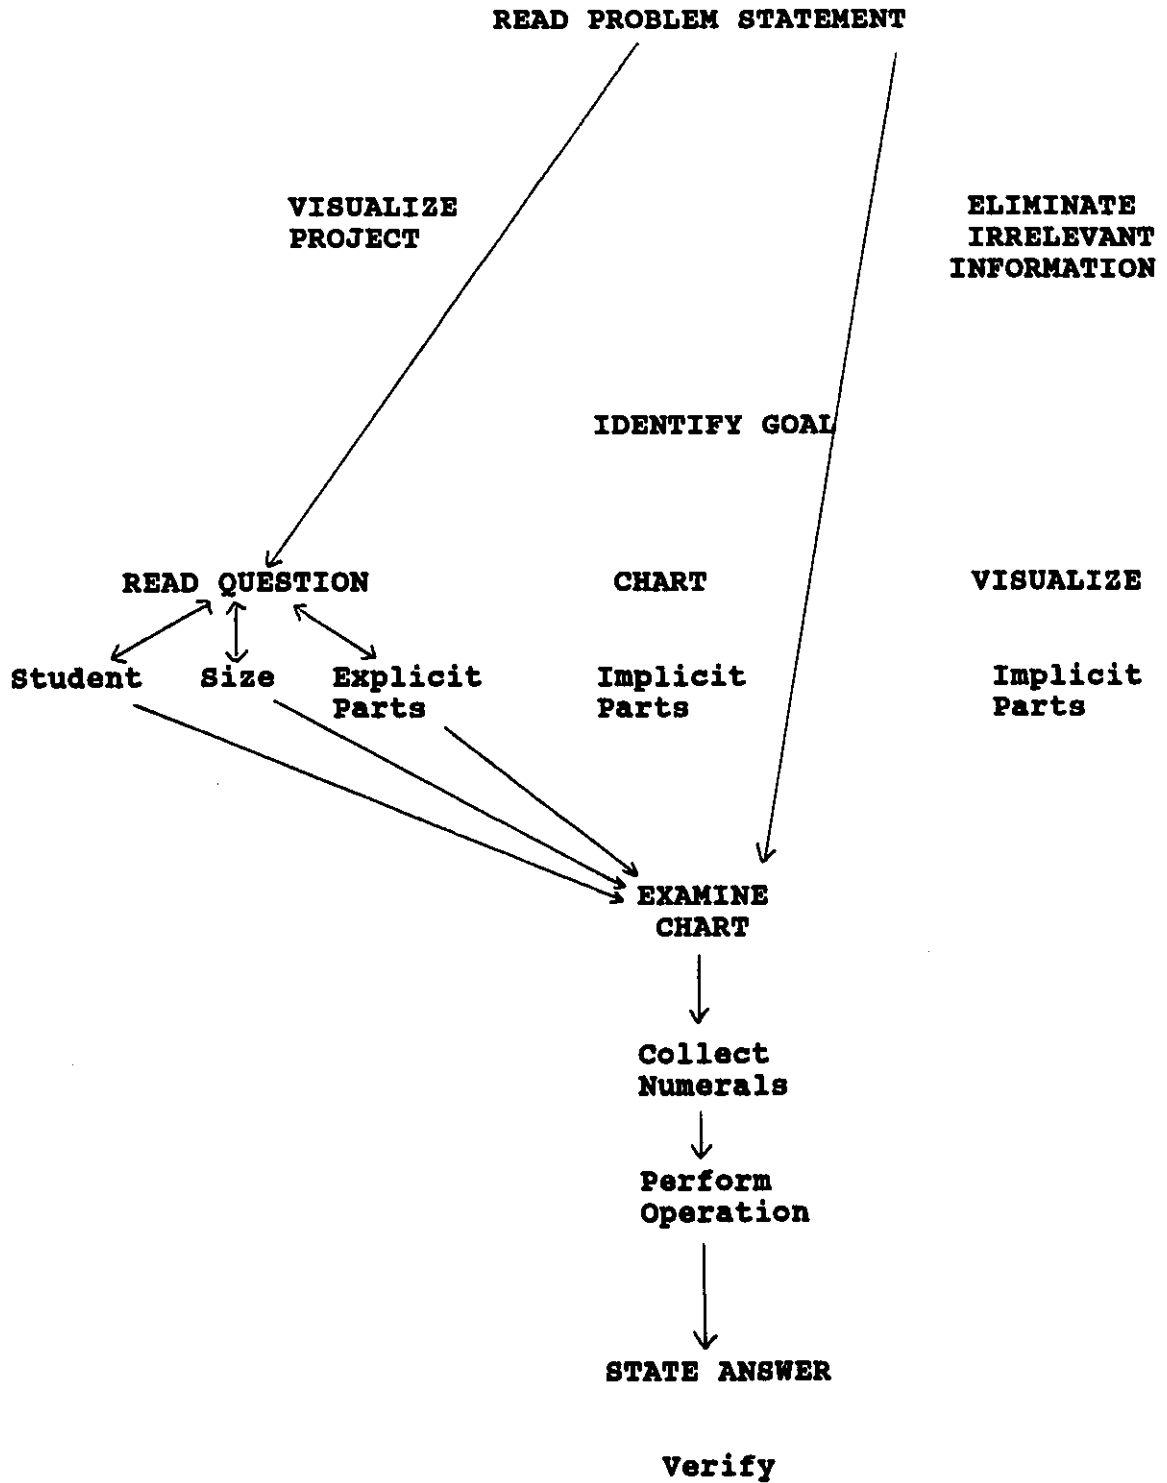 READ PROBLEM STATEMENT
VISUALIZE
PROJECT
ELIMINATE
IRRELEVANT
INFORMATION
IDENTIFY GOAL
READ QUESTION
CHART
VISUALIZE
Student
Size
Explicit
Parts
Implicit
Parts
Implicit
Parts
EXAMINE
CHART
Collect
Numerals
Perform
Operation
STATE ANSWER
Verify